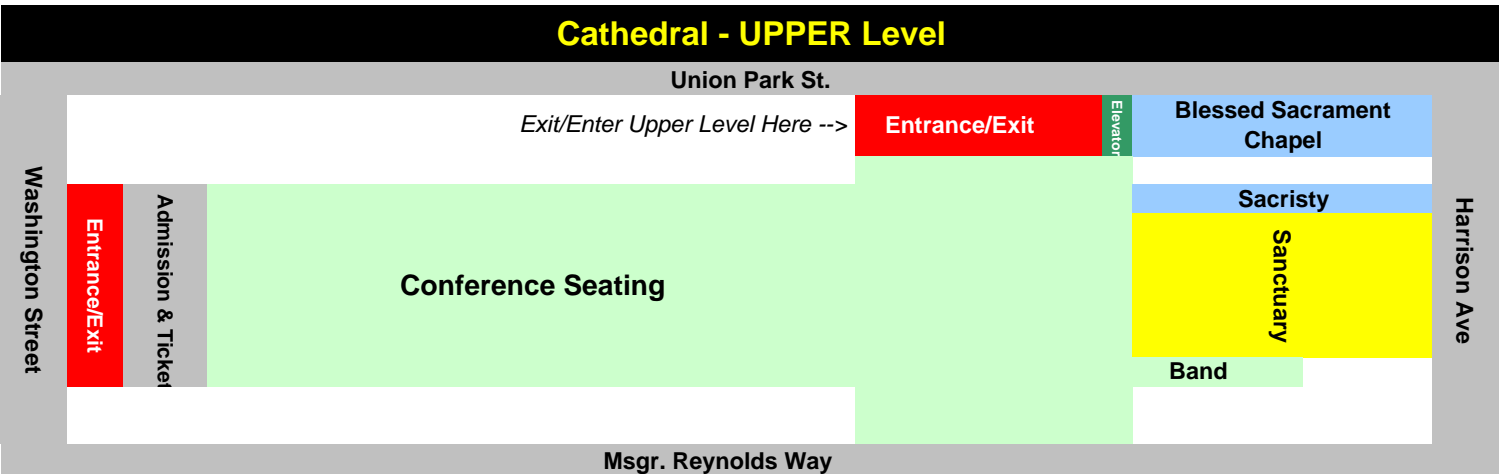 Cathedral - UPPER Level
Union Park St.
Exit/Enter Upper Level Here -->
Entrance/Exit
Elevator
Blessed Sacrament
Chapel
Washington Street
Entrance/Exit
Admission & Ticket
Conference Seating
Sacristy
Sanctuary
Band
Harrison Ave
Msgr. Reynolds Way